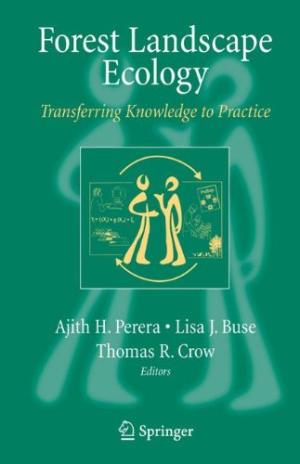 Forest Landscape
Ecology
Transferring Knowledge to Practice
Ajith H. Perera • Lisa J. Buse
Thomas R. Crow
Editors
Springer